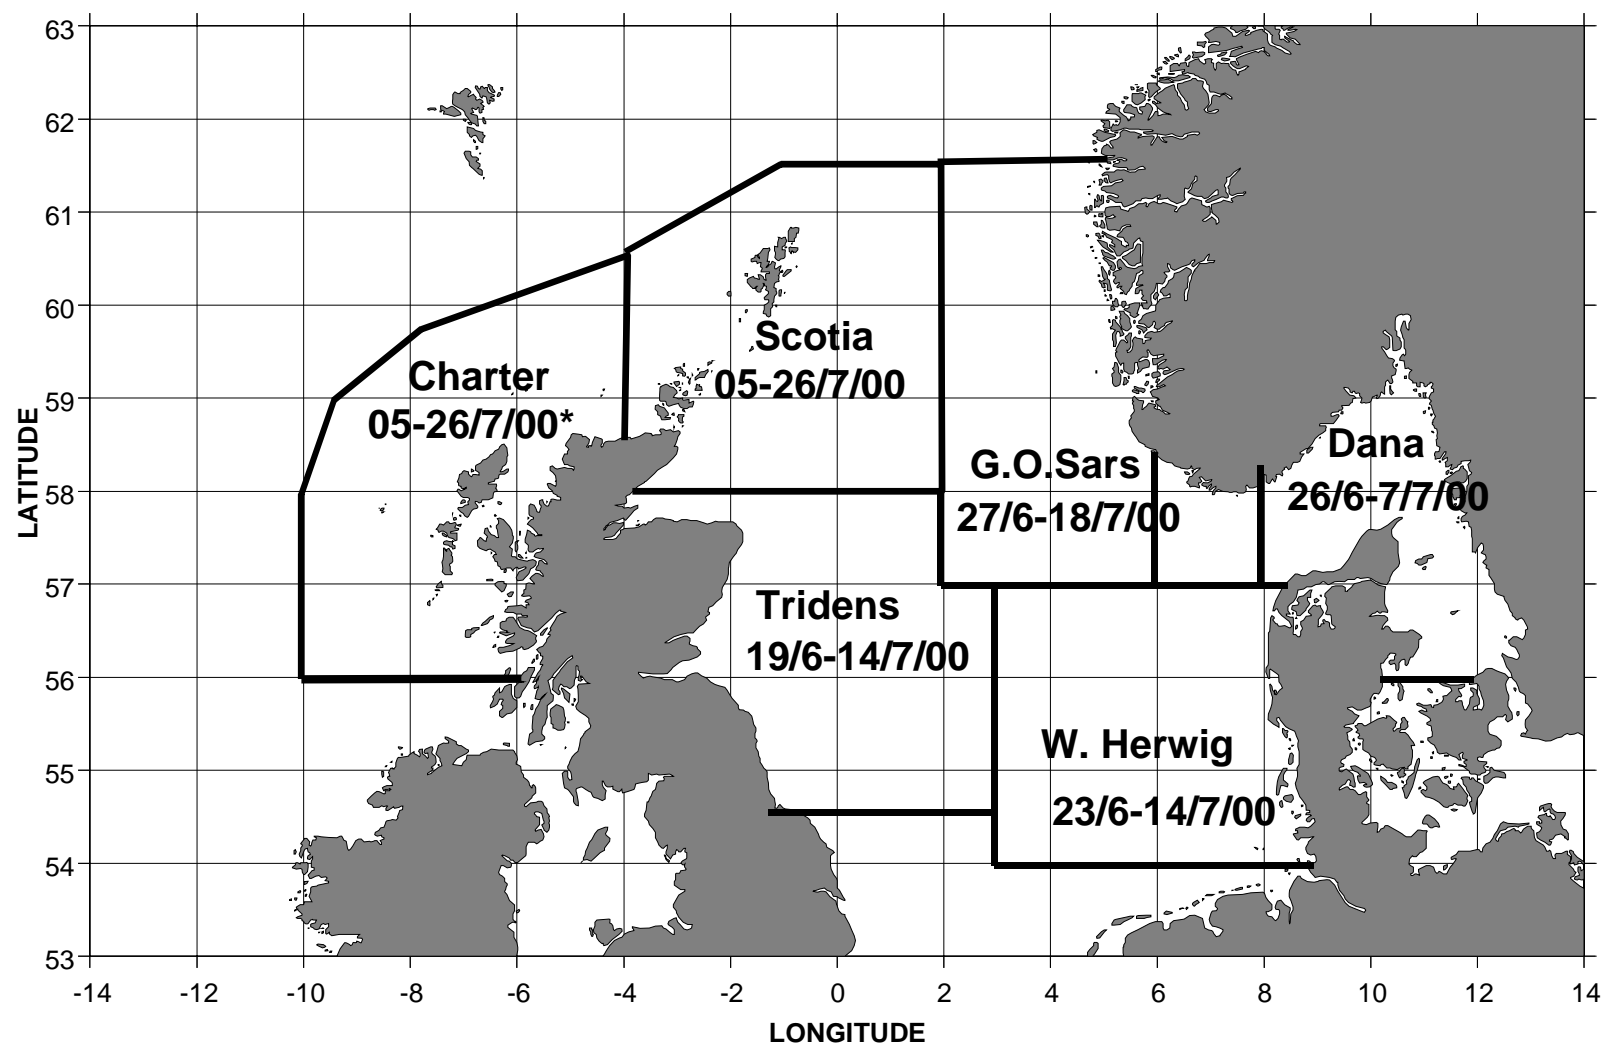 63
62
61
60
59
58
57
56
55
54
53
LATITUDE
Scotia
05-26/7/00
Charter
05-26/7/00*
Dana
26/6-7/7/00
G.O.Sars
27/6-18/7/00
Tridens
19/6-14/7/00
W. Herwig
23/6-14/7/00
-14 -12 -10 -8 -6 -4 -2 0 2 4 6 8 10 12 14
LONGITUDE